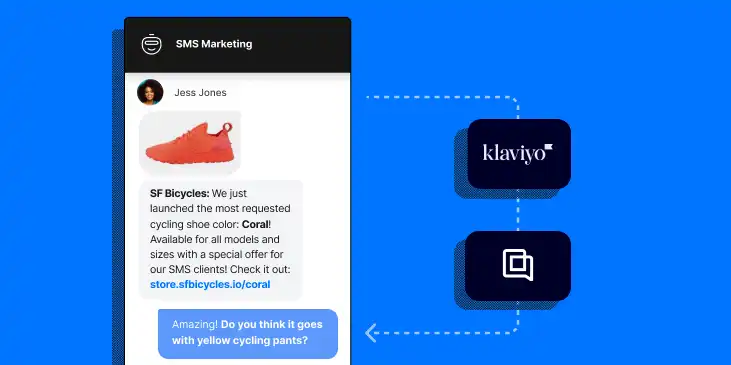 SMS Marketing
Jess Jones
SF Bicycles: We just
launched the most requested
cycling shoe color: Coral!
Available for all models and
sizes with a special offer for
our SMS clients! Check it out:
store.sfbicycles.io/coral
Amazing! Do you think it goes
with yellow cycling pants?
klaviyo